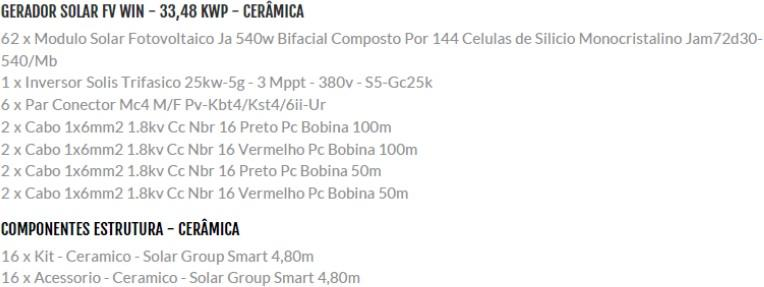 GERADOR SOLAR FV WIN - 33,48 KWP - CERÂMICA
62 x Modulo Solar Fotovoltaico Ja 540w Bifacial Composto Por 144 Celulas de Silicio Monocristalino Jam72d30-
540/Mb
1 x Inversor Solis Trifasico 25kw-5g - 3 Mppt - 380v - S5-Gc25k
6 x Par Conector Mc4 M/F Pv-Kbt4/Kst4/6ii-Ur
2 x Cabo 1x6mm2 1.8kv Cc Nbr 16 Preto Pc Bobina 100m
2 x Cabo 1x6mm2 1.8kv Cc Nbr 16 Vermelho Pc Bobina 100m
2 x Cabo 1x6mm2 1.8kv Cc Nbr 16 Preto Pc Bobina 50m
2 x Cabo 1x6mm2 1.8kv Cc Nbr 16 Vermelho Pc Bobina 50m
COMPONENTES ESTRUTURA - CERÂMICA
16 x Kit - Ceramico - Solar Group Smart 4,80m
16 x Acessorio - Ceramico - Solar Group Smart 4,80m